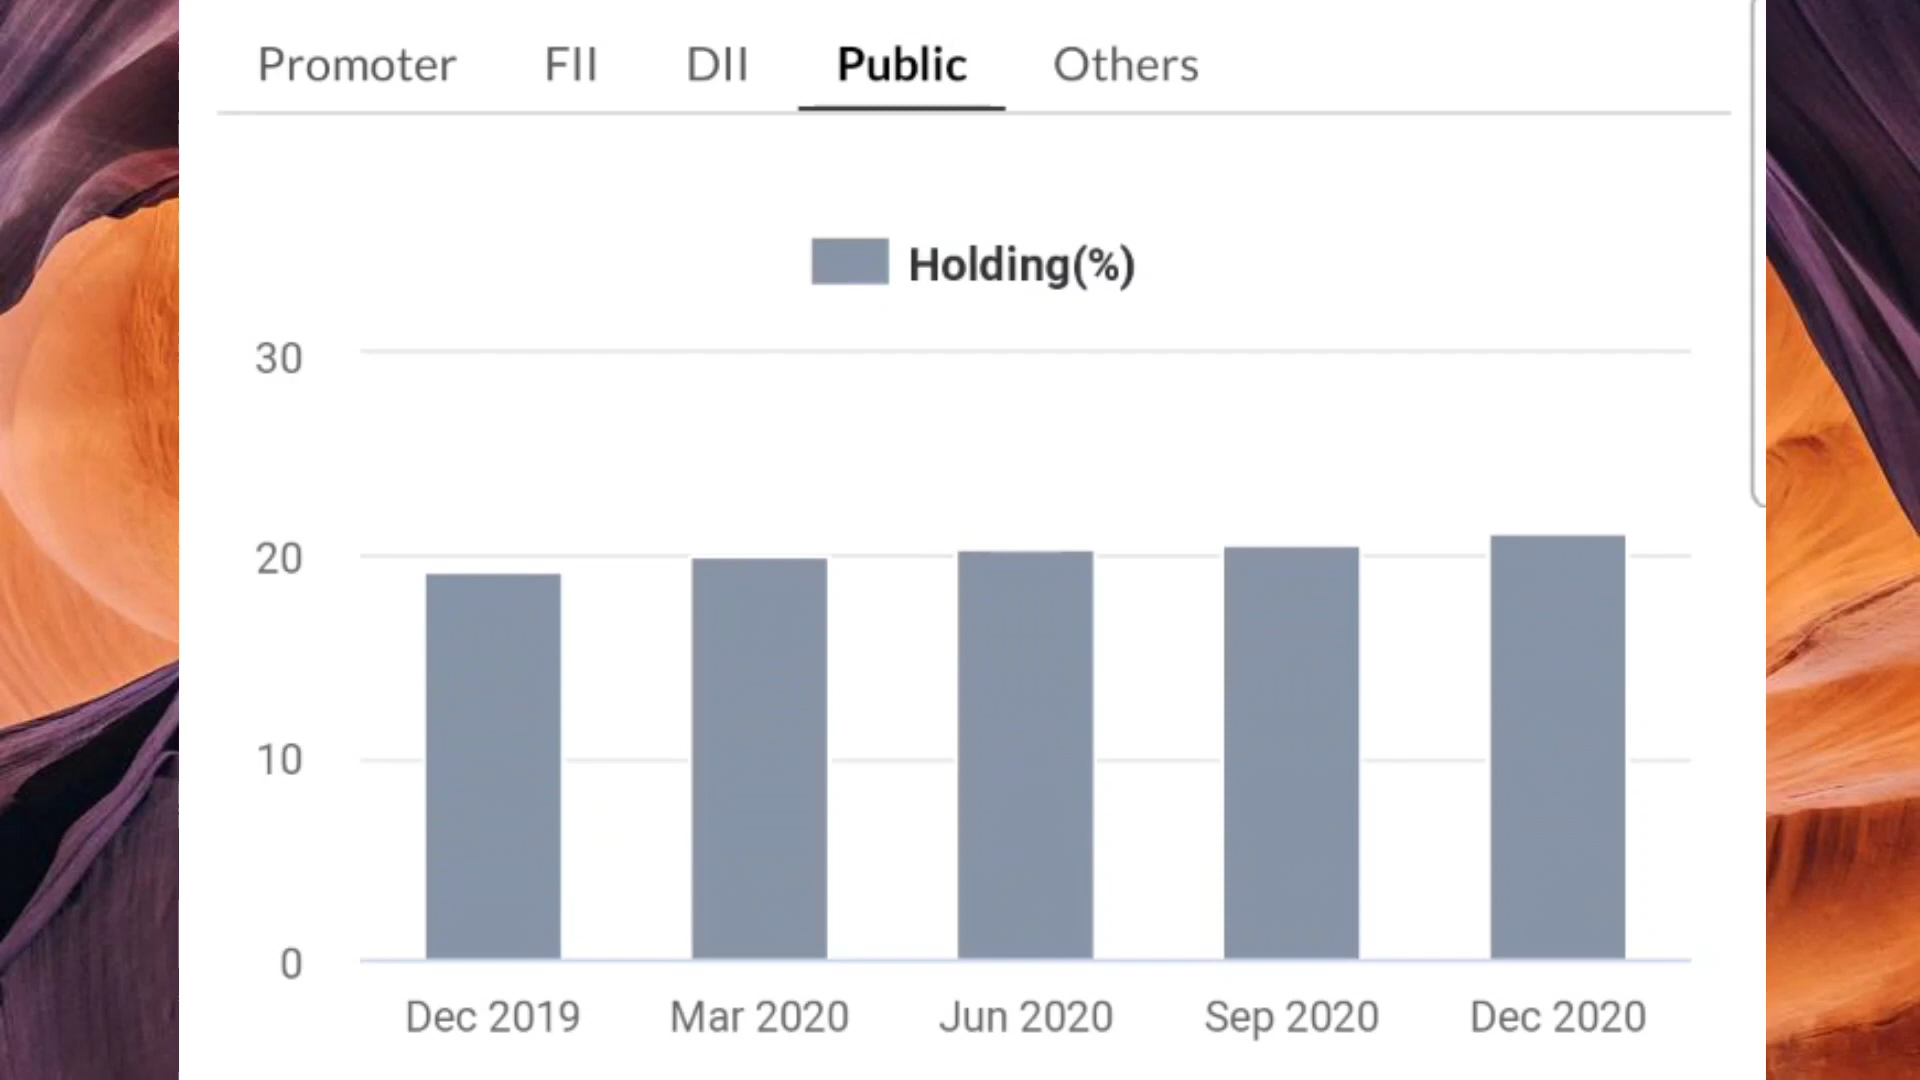 Promoter FII DII Public Others
Holding(%)
30
20
10
0
Dec 2019 Mar 2020 Jun 2020 Sep 2020 Dec 2020